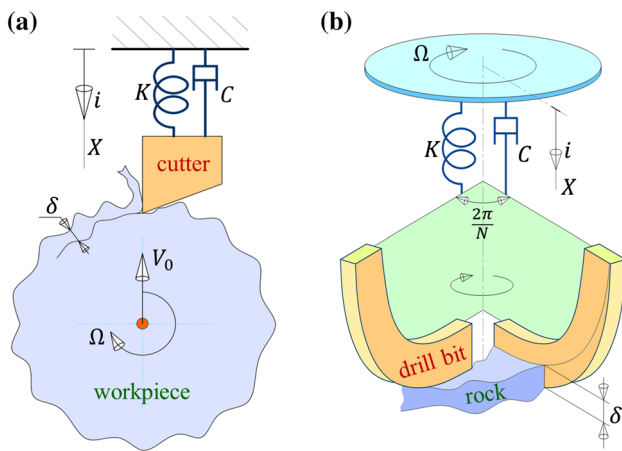 (a)
K
C
i
X
cutter
δ
V₀
Ω
workpiece
(b)
Ω
K
C
i
X
2π
N
drill bit
rock
δ